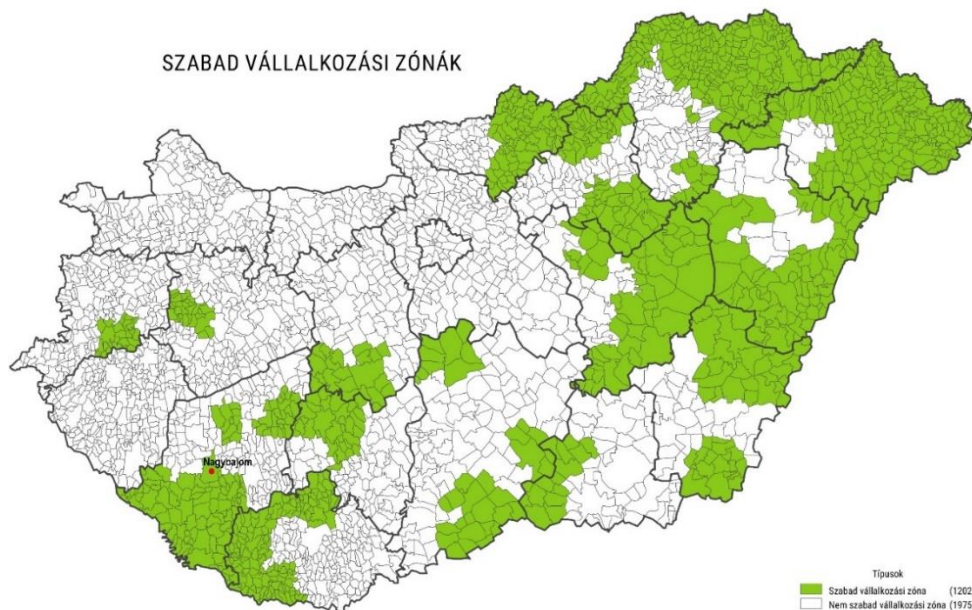 SZABAD VÁLLALKOZÁSI ZÓNÁK
Nagybajom
Típusok
Szabad vállalkozási zóna (1202
Nem szabad vállalkozási zóna (1975